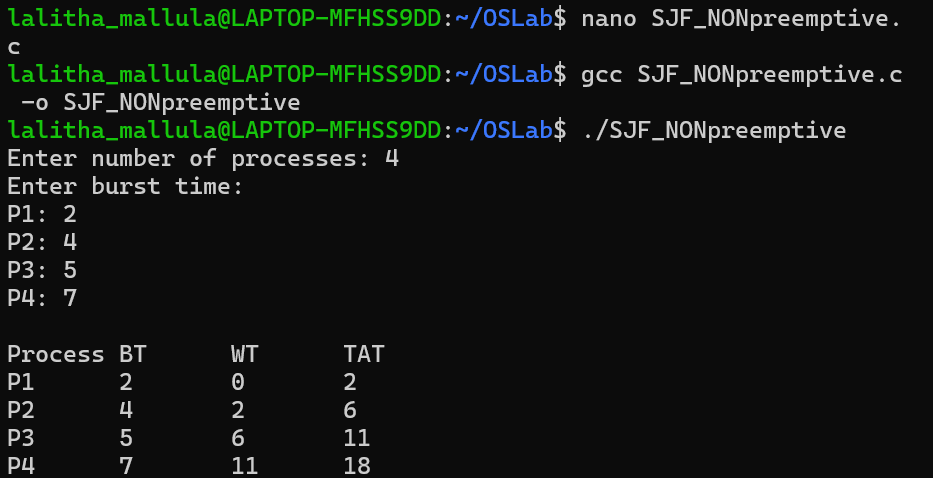 lalitha_mallula@LAPTOP-MFHSS9DD:~/OSLab$ nano SJF_NONpreemptive.
c
lalitha_mallula@LAPTOP-MFHSS9DD:~/OSLab$ gcc SJF_NONpreemptive.c
 -o SJF_NONpreemptive
lalitha_mallula@LAPTOP-MFHSS9DD:~/OSLab$ ./SJF_NONpreemptive
Enter number of processes: 4
Enter burst time:
P1: 2
P2: 4
P3: 5
P4: 7

Process BT      WT      TAT
P1      2       0       2
P2      4       2       6
P3      5       6       11
P4      7       11      18